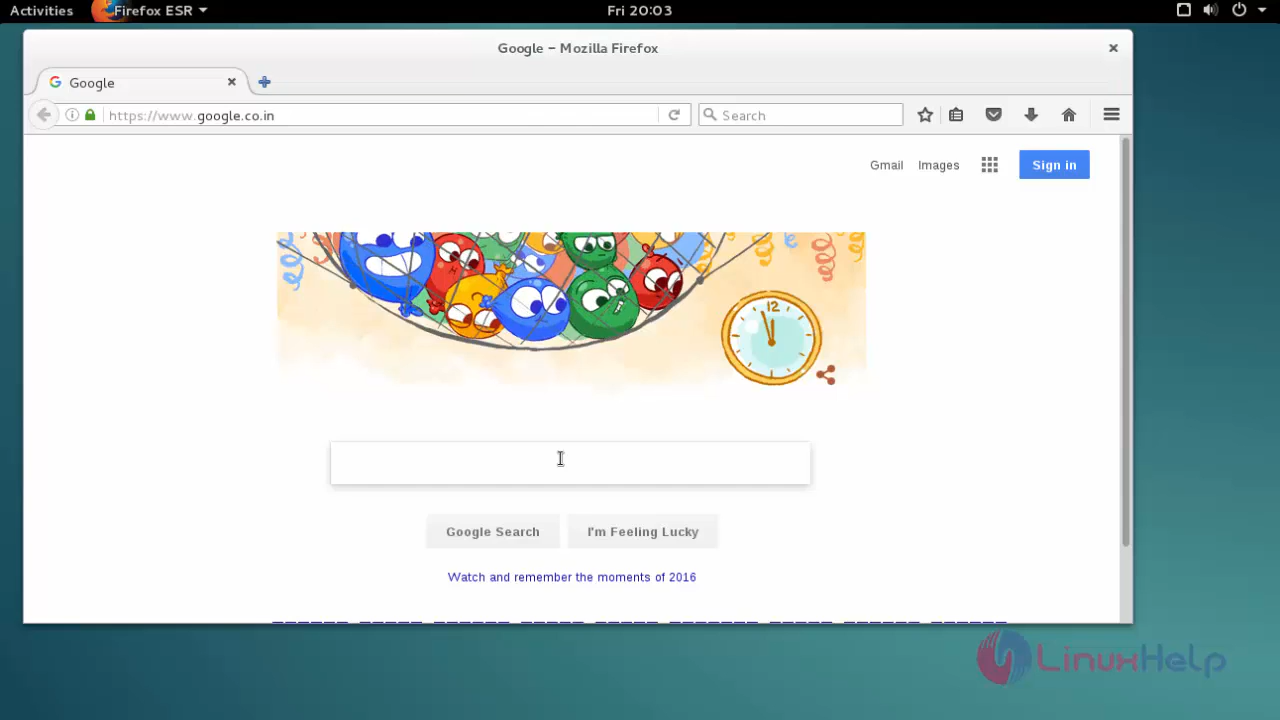 Activities
Firefox ESR
Fri 20:03
Google – Mozilla Firefox
Google
https://www.google.co.in
Search
Gmail
Images
Sign in
12
Google Search
I'm Feeling Lucky
Watch and remember the moments of 2016
LinuxHelp